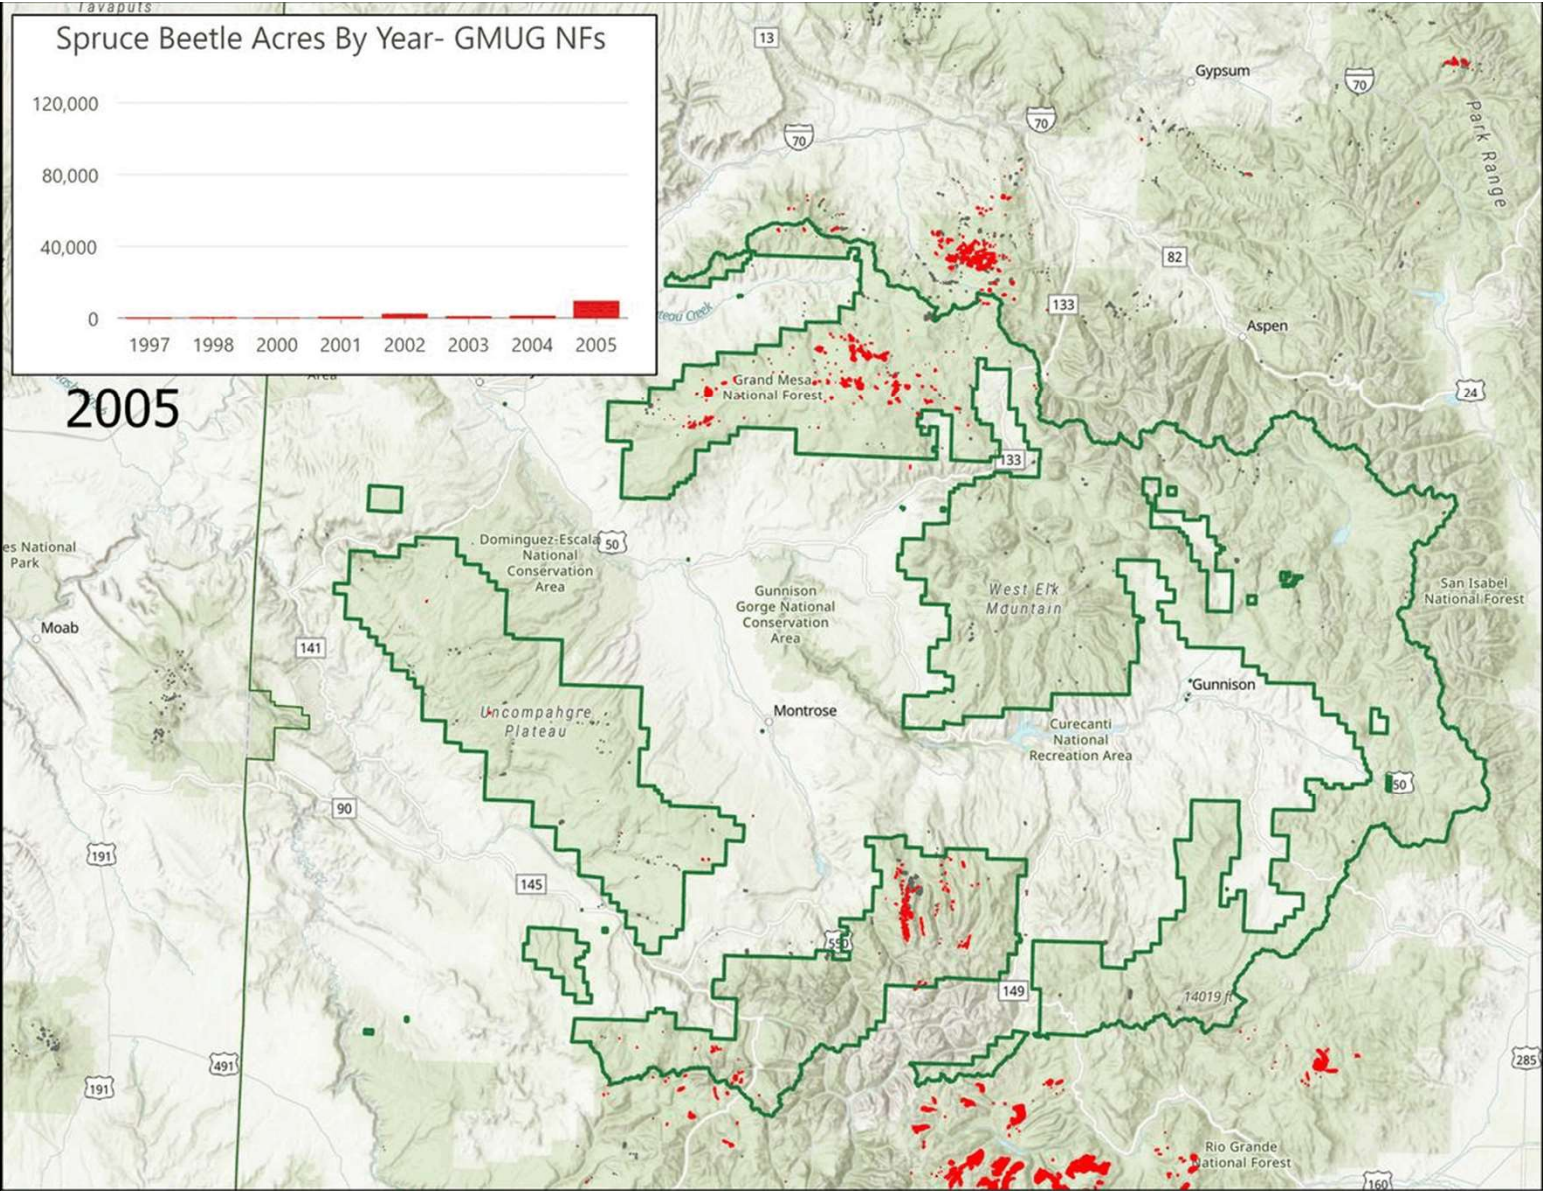 Tavaputs
Spruce Beetle Acres By Year- GMUG NFs
120,000
80,000
40,000
0
1997 1998 2000 2001 2002 2003 2004 2005
2005
Area
13
Gypsum
70
70
70
Park Range
82
133
Aspen
24
Grand Mesa
National Forest
133
es National
Park
Dominguez-Escala
National
Conservation
Area
50
Gunnison
Gorge National
Conservation
Area
West Elk
Mountain
San Isabel
National Forest
Moab
141
Uncompahgre
Plateau
Montrose
Gunnison
Curecanti
National
Recreation Area
50
90
191
145
550
149
14019 ft
491
191
285
Rio Grande
National Forest
160